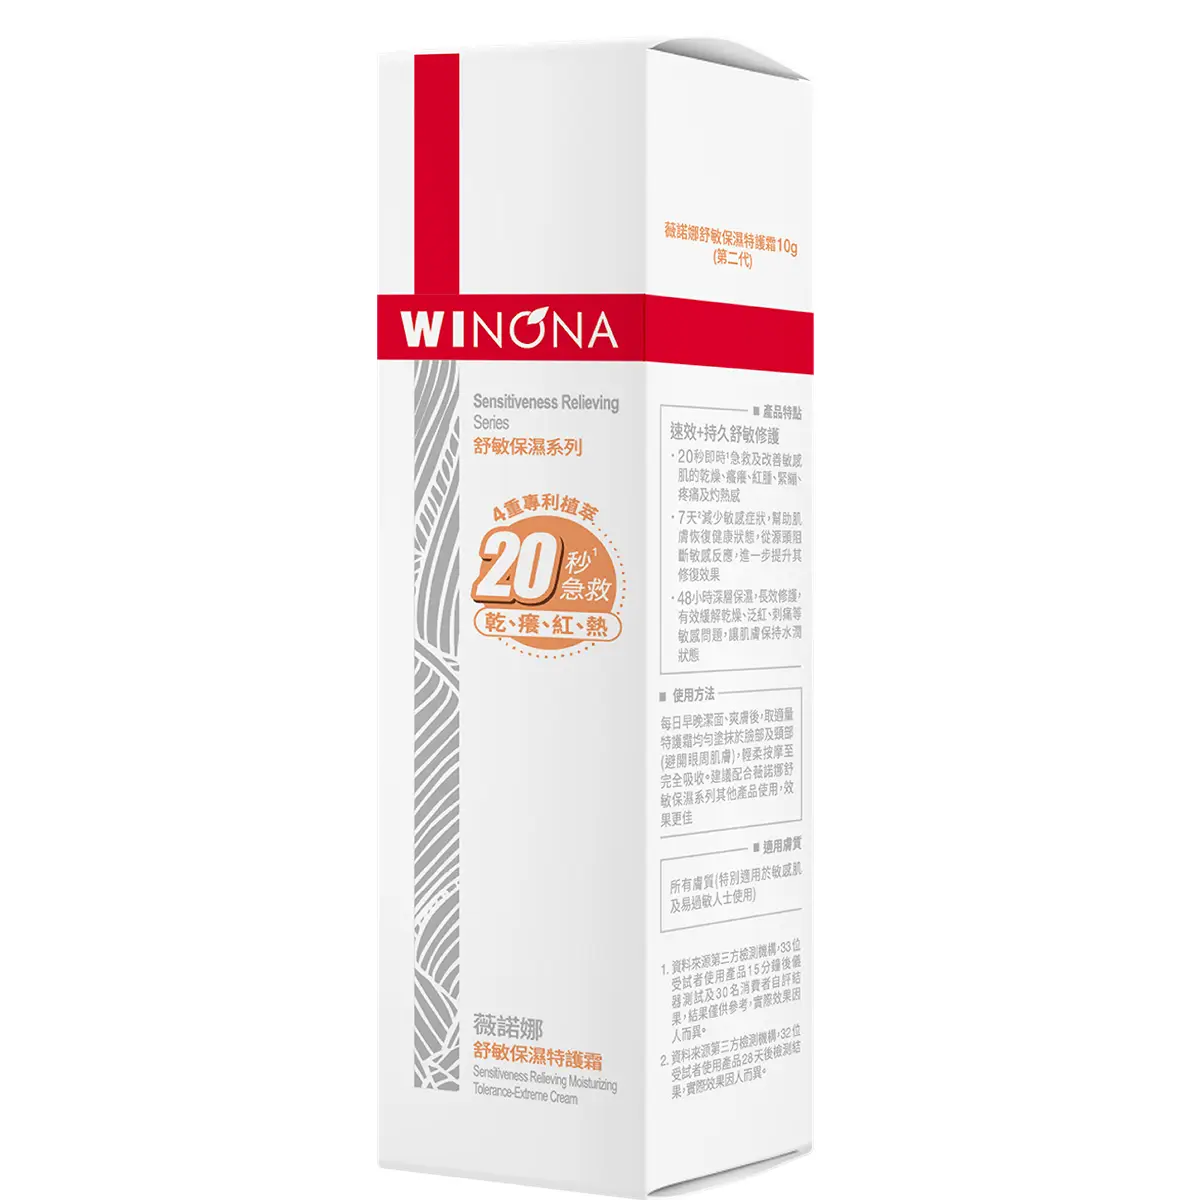 WINONA
Sensitiveness Relieving
Series
舒敏保濕系列
4重專利植萃
20秒¹
急救
乾、癢、紅、熱
薇諾娜
舒敏保濕特護霜
Sensitiveness Relieving Moisturizing
Tolerance-Extreme Cream
薇諾娜舒敏保濕特護霜10g
(第二代)
■ 產品特點
速效+持久舒敏修護
・20秒即時¹急救及改善敏感
肌的乾燥、癢癢、紅腫、緊繃、
疼痛及灼熱感
・7天²減少敏感症狀,幫助肌
膚恢復健康狀態,從源頭阻
斷敏感反應,進一步提升其
修復效果
・48小時深層保濕,長效修護,
有效緩解乾燥、泛紅、刺痛等
敏感問題,讓肌膚保持水潤
狀態
■ 使用方法
每日早晚潔面、爽膚後,取適量
特護霜均勻塗抹於臉部及頸部
(避開眼周肌膚),輕柔按摩至
完全吸收。建議配合薇諾娜舒
敏保濕系列其他產品使用,效
果更佳
■ 適用膚質
所有膚質(特別適用於敏感肌
及易過敏人士使用)
1. 資料來源第三方檢測機構,33位
受試者使用產品15分鐘後儀
器測試及30名消費者自評結
果,結果僅供參考,實際效果因
人而異。
2. 資料來源第三方檢測機構,32位
受試者使用產品28天後檢測結
果,實際效果因人而異。